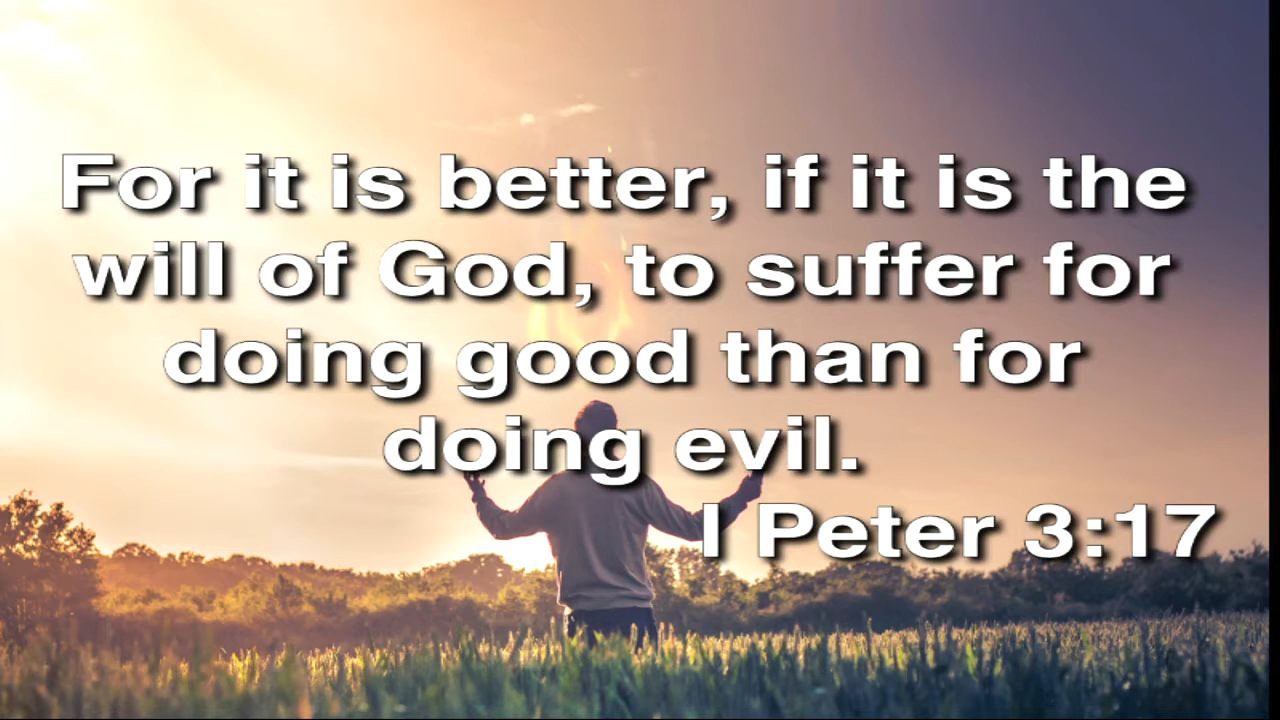 For it is better, if it is the
will of God, to suffer for
doing good than for
doing evil.
I Peter 3:17